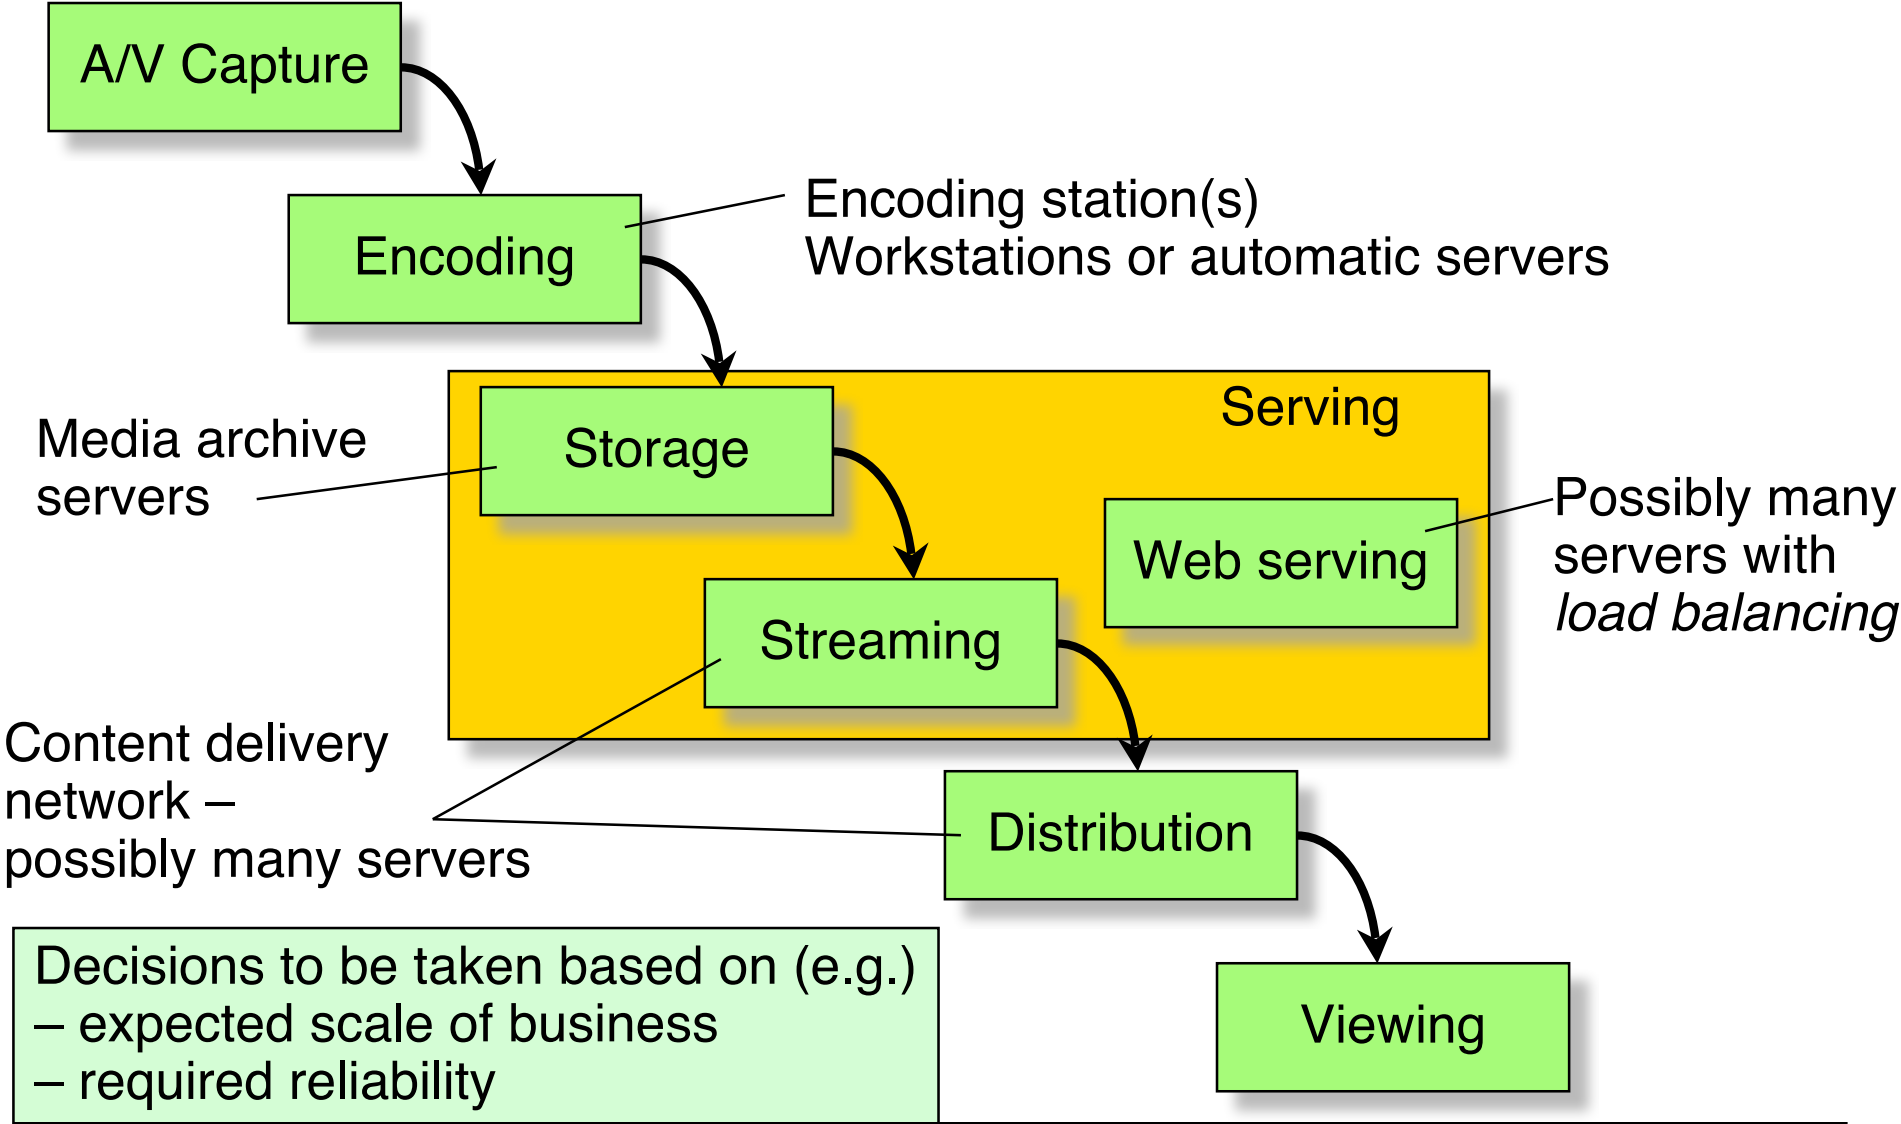 A/V Capture
Encoding
Encoding station(s)
Workstations or automatic servers
Serving
Storage
Media archive
servers
Web serving
Possibly many
servers with
load balancing
Streaming
Content delivery
network –
possibly many servers
Distribution
Decisions to be taken based on (e.g.)
– expected scale of business
– required reliability
Viewing